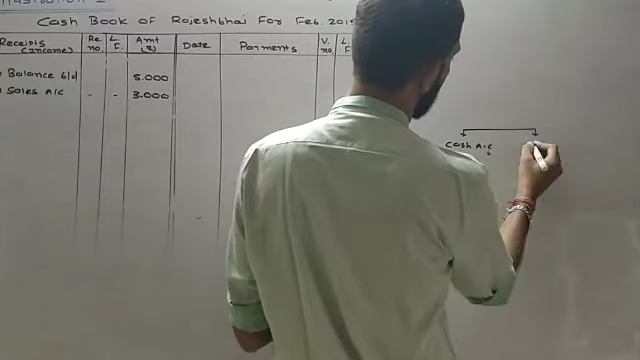 Cash Book of Rajeshbhai For Feb. 2019
Receipts (Income) Re. no. L. F. Amt (₹) Date Payments V. no. L. F.
Balance b/d 5.000
Sales A/c - - 3.000
Cash A/c